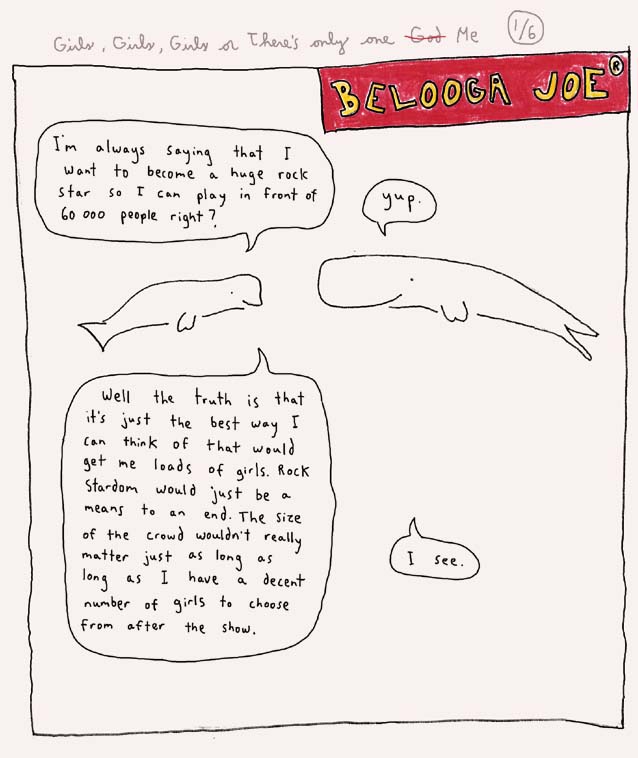 Girls, Girls, Girls or There's only one God Me 1/6
BELOOGA JOE®
I'm always saying that I
want to become a huge rock
star so I can play in front of
60 000 people right?
yup.
Well the truth is that
it's just the best way I
can think of that would
get me loads of girls. Rock
Stardom would just be a
means to an end. The size
of the crowd wouldn't really
matter just as long as
long as I have a decent
number of girls to choose
from after the show.
I see.